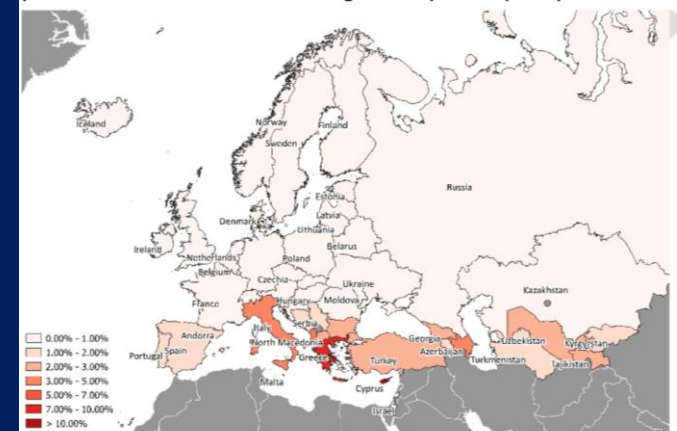 Iceland
Norway
Finland
Sweden
Russia
Estonia
Latvia
Denmark
Lithuania
Ireland
Belarus
Netherlands
Poland
Belgium
Czechia
Ukraine
Kazakhstan
France
Hungary
Moldova
Serbia
Andorra
Italy
Georgia
Uzbekistan
Kyrgystan
Portugal
Spain
North Macedonia
Azerbaijan
Greece
Turkey
Turkmenistan
Tajikistan
Malta
Cyprus
Israel
0.00% - 1.00%
1.00% - 2.00%
2.00% - 3.00%
3.00% - 5.00%
5.00% - 7.00%
7.00% - 10.00%
> 10.00%